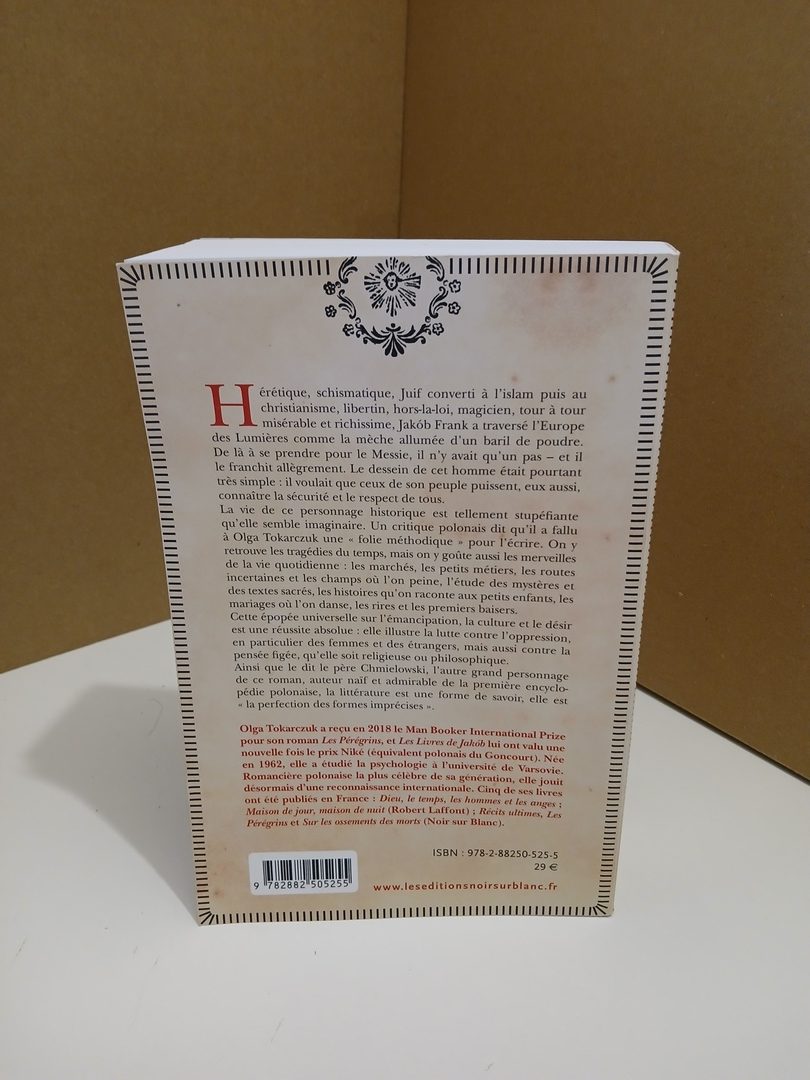 Hérétique, schismatique, Juif converti à l'islam puis au
christianisme, libertin, hors-la-loi, magicien, tour à tour
misérable et richissime, Jakób Frank a traversé l'Europe
des Lumières comme la mèche allumée d'un baril de poudre.
De là à se prendre pour le Messie, il n'y avait qu'un pas – et il
le franchit allègrement. Le dessein de cet homme était pourtant
très simple : il voulait que ceux de son peuple puissent, eux aussi,
connaître la sécurité et le respect de tous.
La vie de ce personnage historique est tellement stupéfiante
qu'elle semble imaginaire. Un critique polonais dit qu'il a fallu
à Olga Tokarczuk une « folie méthodique » pour l'écrire. On y
retrouve les tragédies du temps, mais on y goûte aussi les merveilles
de la vie quotidienne : les marchés, les petits métiers, les routes
incertaines et les champs où l'on peine, l'étude des mystères et
des textes sacrés, les histoires qu'on raconte aux petits enfants, les
mariages où l'on danse, les rires et les premiers baisers.
Cette épopée universelle sur l'émancipation, la culture et le désir
est une réussite absolue : elle illustre la lutte contre l'oppression,
en particulier des femmes et des étrangers, mais aussi contre la
pensée figée, qu'elle soit religieuse ou philosophique.
Ainsi que le dit le père Chmielowski, l'autre grand personnage
de ce roman, auteur naïf et admirable de la première encyclo-
pédie polonaise, la littérature est une forme de savoir, elle est
« la perfection des formes imprécises ».
Olga Tokarczuk a reçu en 2018 le Man Booker International Prize
pour son roman Les Pérégrins, et Les Livres de Jakób lui ont valu une
nouvelle fois le prix Niké (équivalent polonais du Goncourt). Née
en 1962, elle a étudié la psychologie à l'université de Varsovie.
Romancière polonaise la plus célèbre de sa génération, elle jouit
désormais d'une reconnaissance internationale. Cinq de ses livres
ont été publiés en France : Dieu, le temps, les hommes et les anges ;
Maison de jour, maison de nuit (Robert Laffont) ; Récits ultimes, Les
Pérégrins et Sur les ossements des morts (Noir sur Blanc).
ISBN : 978-2-88250-525-5
29 €
9 782882 505255
www.leseditionsnoirsurblanc.fr